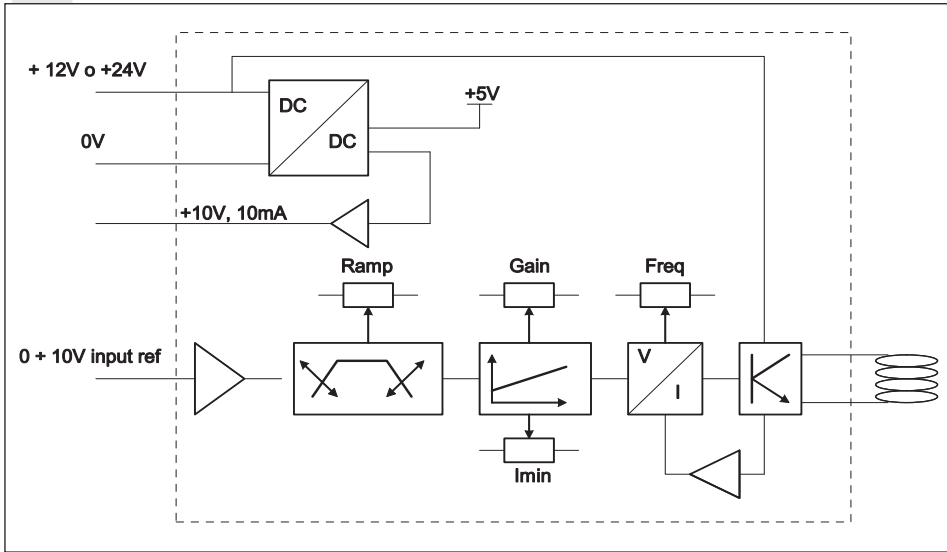 + 12V o +24V
DC
DC
+5V
0V
+10V, 10mA
Ramp
Gain
Freq
0 + 10V input ref
V
I
Imin